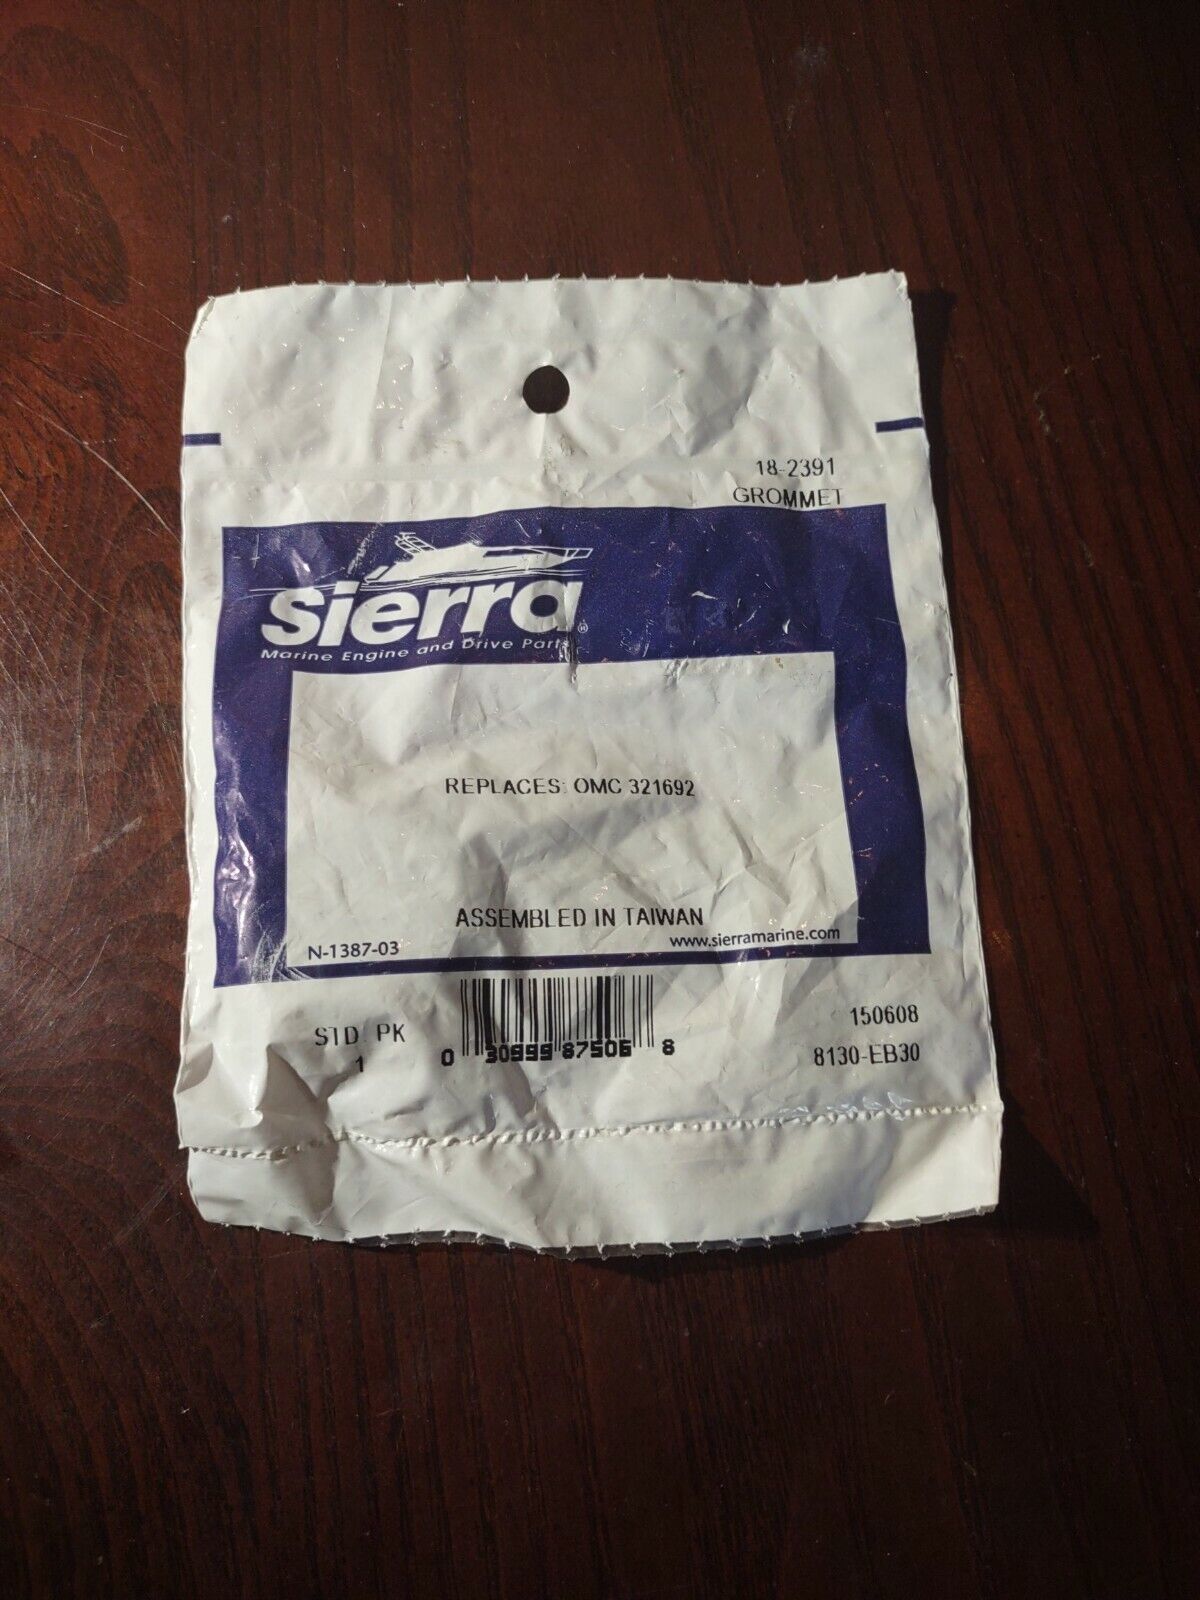 18-2391
GROMMET
sierra®
Marine Engine and Drive Parts
REPLACES: OMC 321692
ASSEMBLED IN TAIWAN
N-1387-03
www.sierramarine.com
STD. PK
1
0 30999 87506 8
150608
8130-EB30